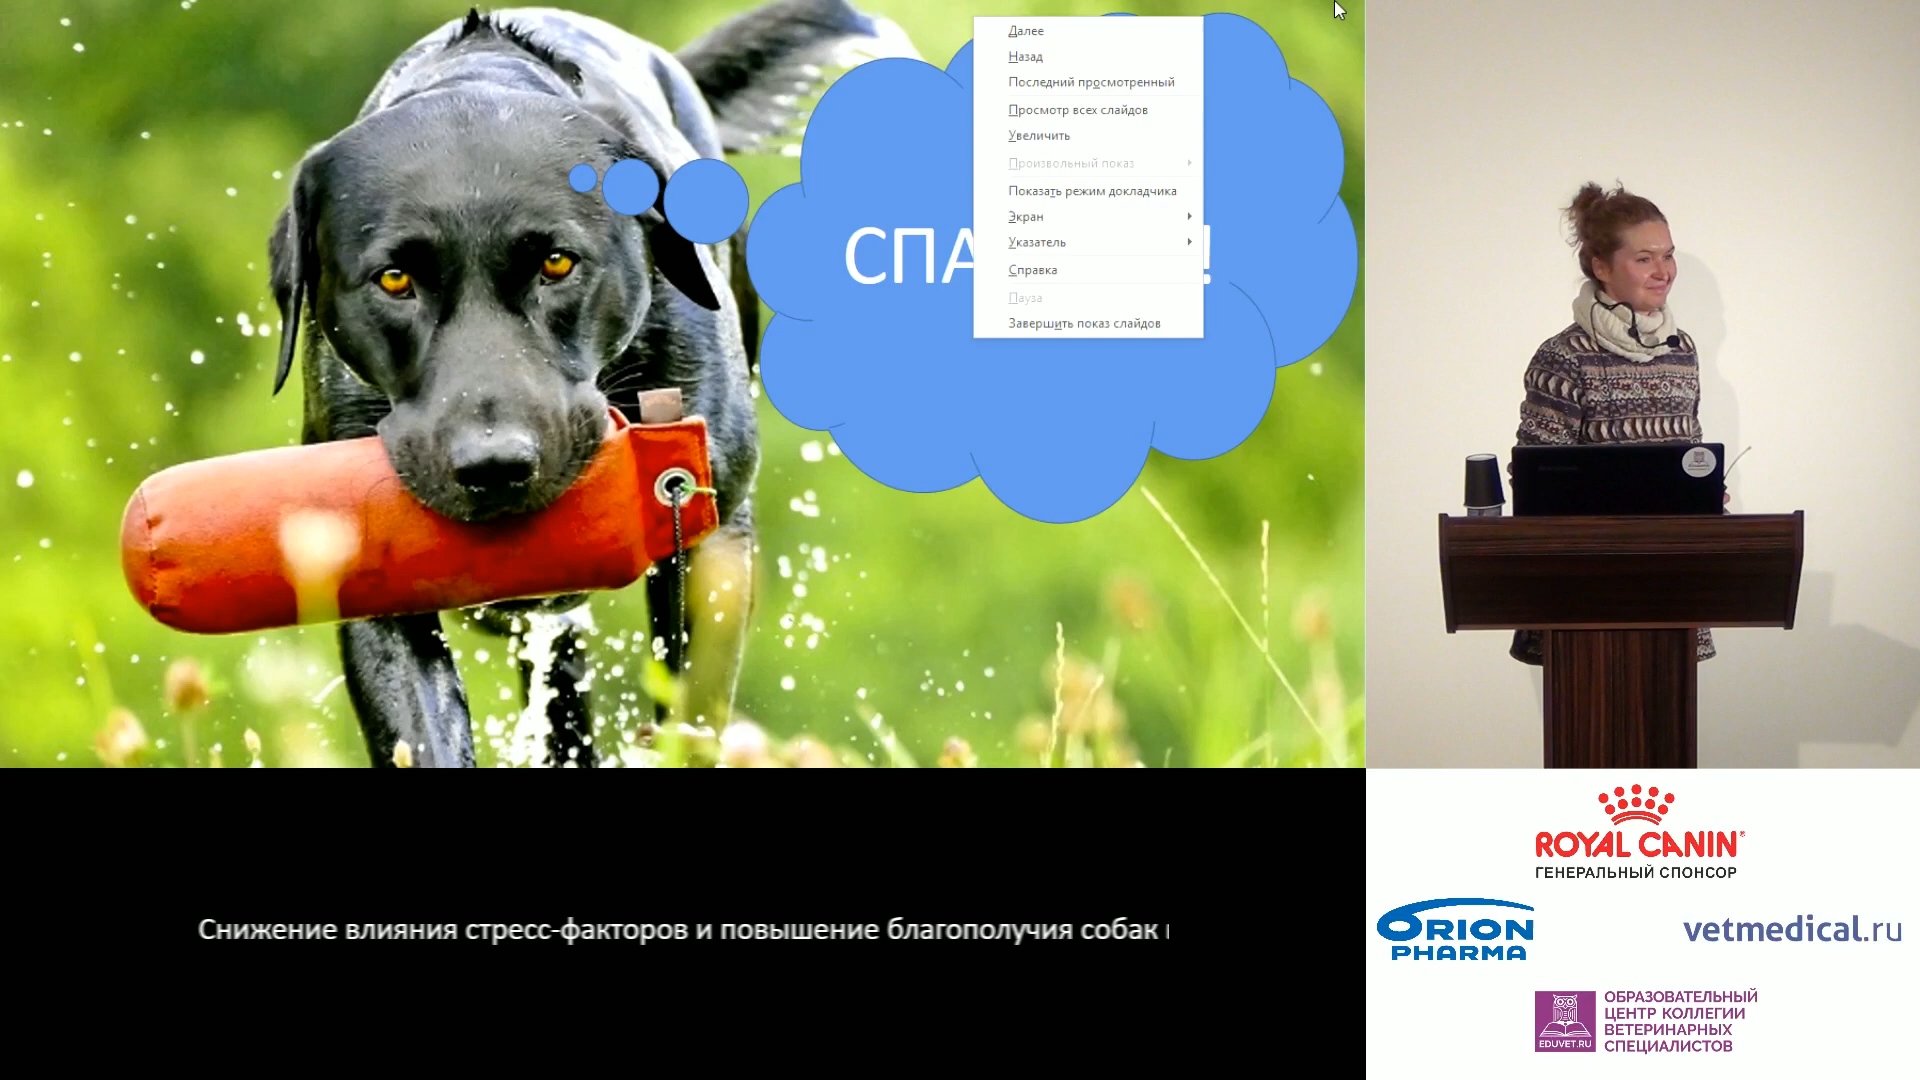 СПА
!
Далее
Назад
Последний просмотренный
Просмотр всех слайдов
Увеличить
Произвольный показ
Показать режим докладчика
Экран
Указатель
Справка
Пауза
Завершить показ слайдов
Снижение влияния стресс-факторов и повышение благополучия собак
ROYAL CANIN
ГЕНЕРАЛЬНЫЙ СПОНСОР
ORION
PHARMA
vetmedical.ru
EDUVET.RU
ОБРАЗОВАТЕЛЬНЫЙ
ЦЕНТР КОЛЛЕГИИ
ВЕТЕРИНАРНЫХ
СПЕЦИАЛИСТОВ